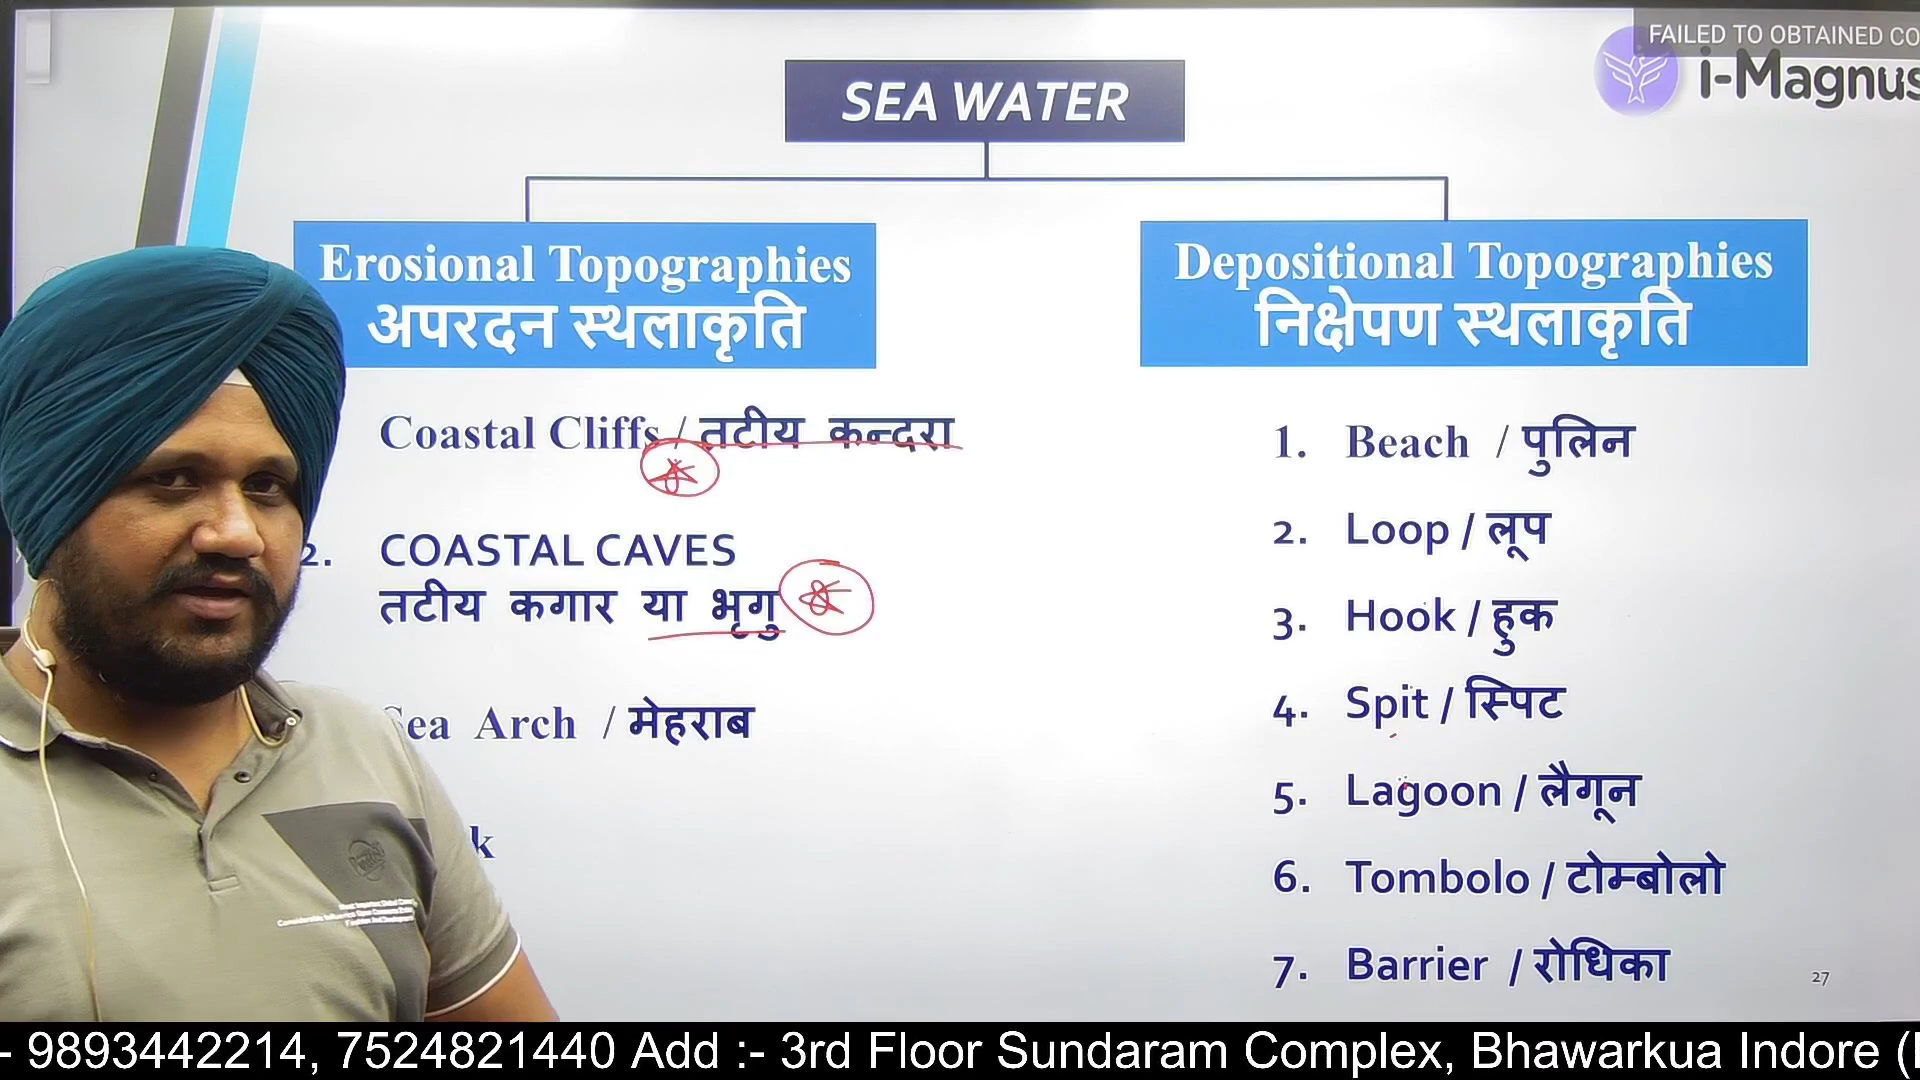 FAILED TO OBTAINED CO
i-Magnus
SEA WATER
Erosional Topographies
अपरदन स्थलाकृति
Coastal Cliffs / तटीय कन्दरा
2. COASTAL CAVES
तटीय कगार या भृगु
Sea Arch / मेहराब
k
Depositional Topographies
निक्षेपण स्थलाकृति
1. Beach / पुलिन
2. Loop / लूप
3. Hook / हुक
4. Spit / स्पिट
5. Lagoon / लैगून
6. Tombolo / टोम्बोलो
7. Barrier / रोधिका
27
- 9893442214, 7524821440 Add :- 3rd Floor Sundaram Complex, Bhawarkua Indore (